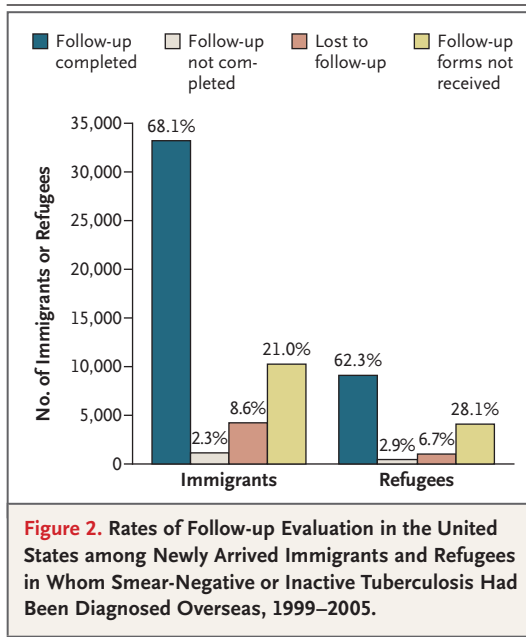 Follow-up completed
Follow-up not com-pleted
Lost to follow-up
Follow-up forms not received
No. of Immigrants or Refugees
35,000
30,000
25,000
20,000
15,000
10,000
5,000
0
68.1%
2.3%
8.6%
21.0%
62.3%
2.9%
6.7%
28.1%
Immigrants
Refugees
Figure 2. Rates of Follow-up Evaluation in the United
States among Newly Arrived Immigrants and Refugees
in Whom Smear-Negative or Inactive Tuberculosis Had
Been Diagnosed Overseas, 1999–2005.